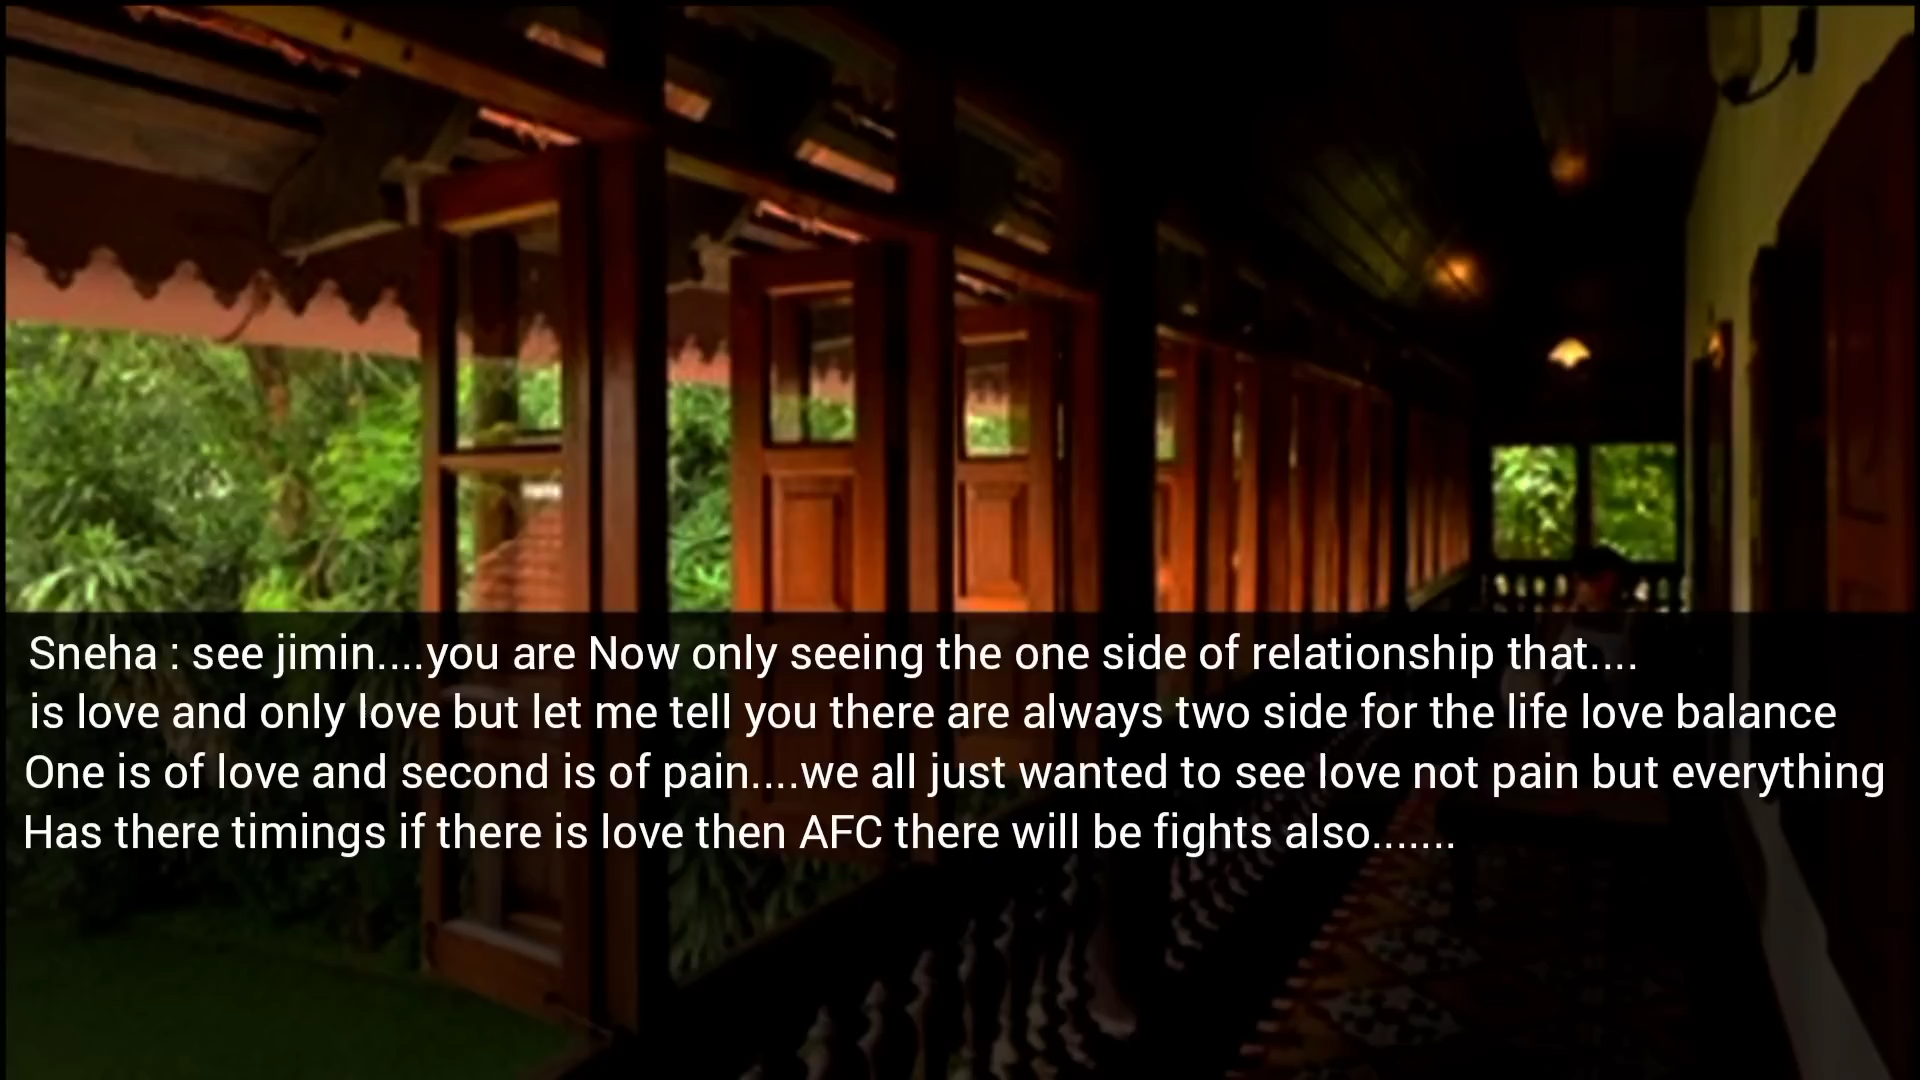 Sneha : see jimin....you are Now only seeing the one side of relationship that....
is love and only love but let me tell you there are always two side for the life love balance
One is of love and second is of pain....we all just wanted to see love not pain but everything
Has there timings if there is love then AFC there will be fights also.......